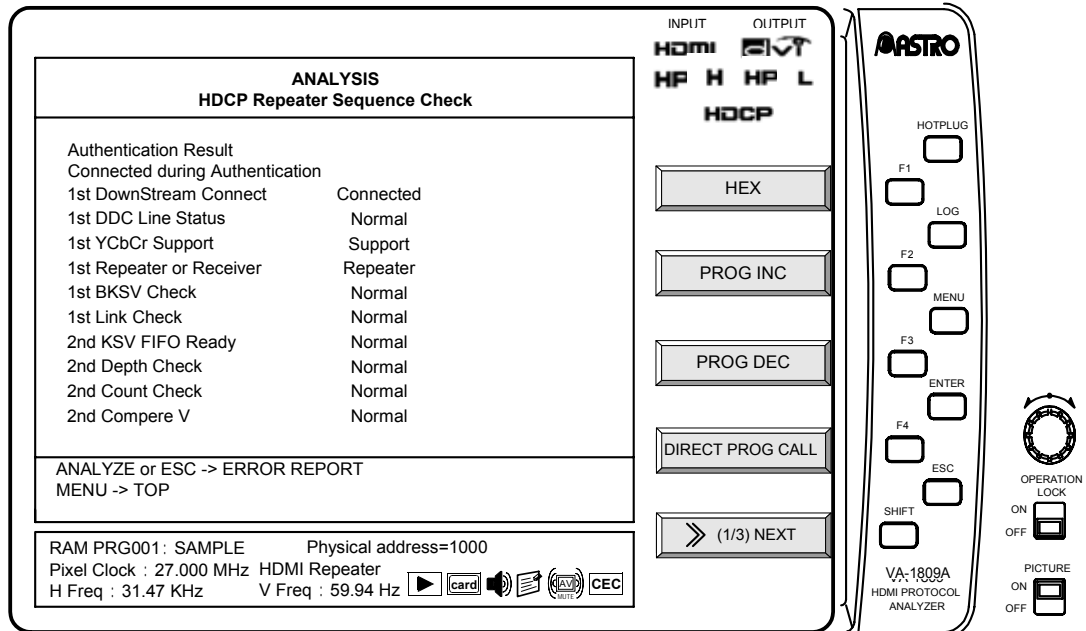 INPUT OUTPUT
HDMI DVI
HP H HP L
HDCP
ANALYSIS
HDCP Repeater Sequence Check
Authentication Result
Connected during Authentication
1st DownStream Connect Connected
1st DDC Line Status Normal
1st YCbCr Support Support
1st Repeater or Receiver Repeater
1st BKSV Check Normal
1st Link Check Normal
2nd KSV FIFO Ready Normal
2nd Depth Check Normal
2nd Count Check Normal
2nd Compere V Normal
ANALYZE or ESC -> ERROR REPORT
MENU -> TOP
RAM PRG001: SAMPLE Physical address=1000
Pixel Clock : 27.000 MHz HDMI Repeater
H Freq : 31.47 KHz V Freq : 59.94 Hz card AV MUTE CEC
HEX
PROG INC
PROG DEC
DIRECT PROG CALL
(1/3) NEXT
ASTRO
HOTPLUG
F1
LOG
F2
MENU
F3
ENTER
F4
ESC
SHIFT
VA-1809A
HDMI PROTOCOL
ANALYZER
OPERATION
LOCK
ON
OFF
PICTURE
ON
OFF